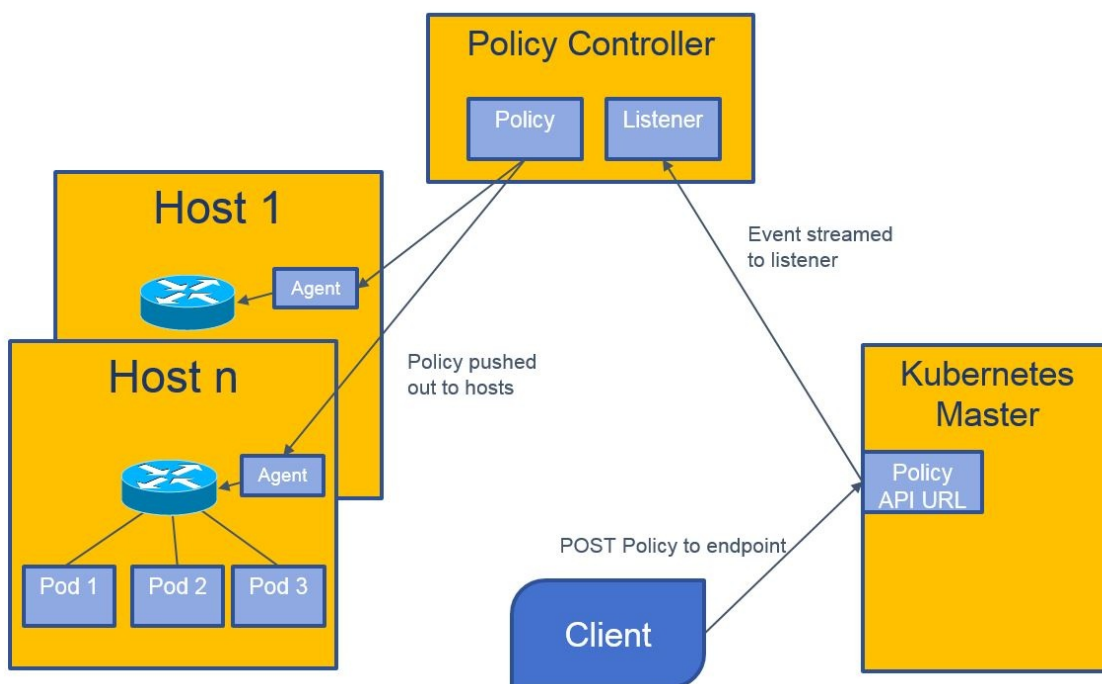 Policy Controller
Policy
Listener
Host 1
Agent
Event streamed
to listener
Host n
Policy pushed
out to hosts
Kubernetes
Master
Agent
Policy
API URL
POST Policy to endpoint
Pod 1
Pod 2
Pod 3
Client